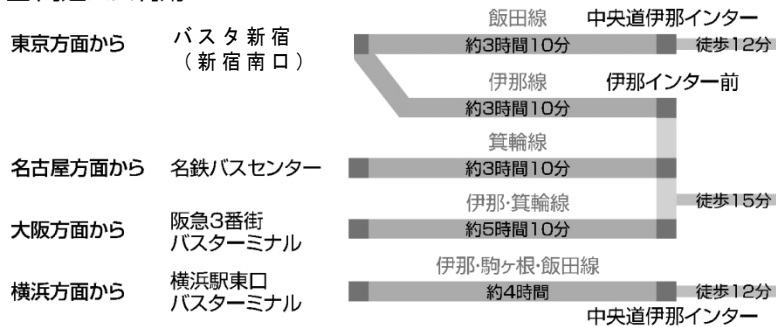 飯田線 中央道伊那インター
東京方面から バスタ新宿 約3時間10分 徒歩12分
(新宿南口)
伊那線 伊那インター前
約3時間10分
箕輪線
名古屋方面から 名鉄バスセンター 約3時間10分
伊那・箕輪線 徒歩15分
大阪方面から 阪急3番街 約5時間10分
バスターミナル
伊那・駒ヶ根・飯田線
横浜方面から 横浜駅東口 約4時間 徒歩12分
バスターミナル
中央道伊那インター